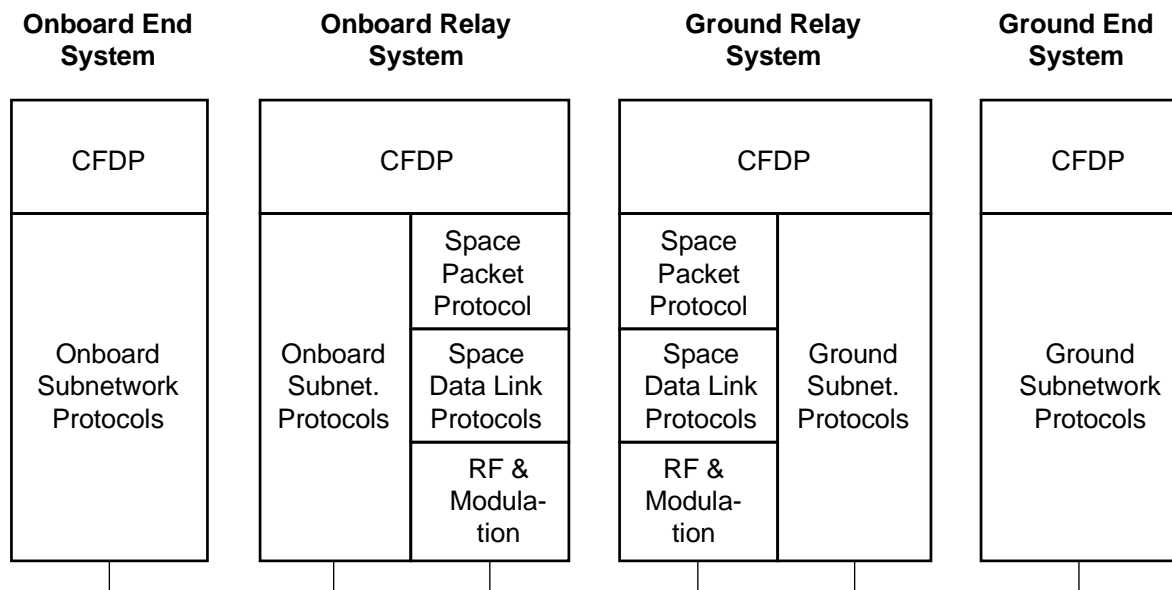 Onboard End
System
Onboard Relay
System
Ground Relay
System
Ground End
System
CFDP
CFDP
CFDP
CFDP
Onboard
Subnetwork
Protocols
Onboard
Subnet.
Protocols
Space
Packet
Protocol
Space
Data Link
Protocols
RF &
Modula-
tion
Space
Packet
Protocol
Space
Data Link
Protocols
RF &
Modula-
tion
Ground
Subnet.
Protocols
Ground
Subnetwork
Protocols